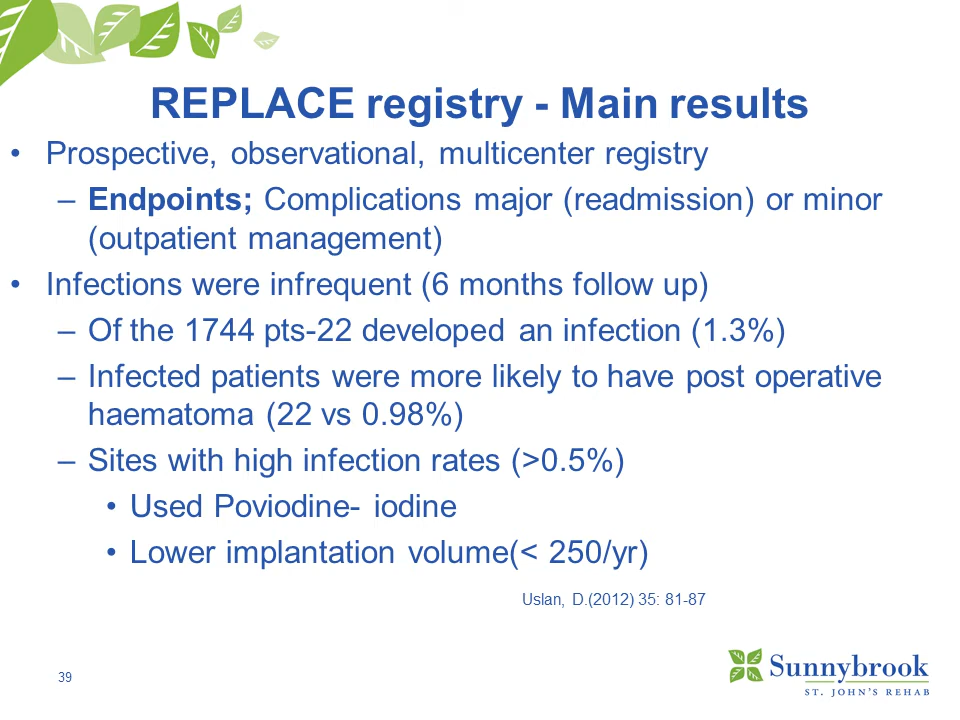 REPLACE registry - Main results
• Prospective, observational, multicenter registry
– Endpoints; Complications major (readmission) or minor
(outpatient management)
• Infections were infrequent (6 months follow up)
– Of the 1744 pts-22 developed an infection (1.3%)
– Infected patients were more likely to have post operative
haematoma (22 vs 0.98%)
– Sites with high infection rates (>0.5%)
• Used Poviodine- iodine
• Lower implantation volume(< 250/yr)
Uslan, D.(2012) 35: 81-87
39
Sunnybrook
ST. JOHN'S REHAB